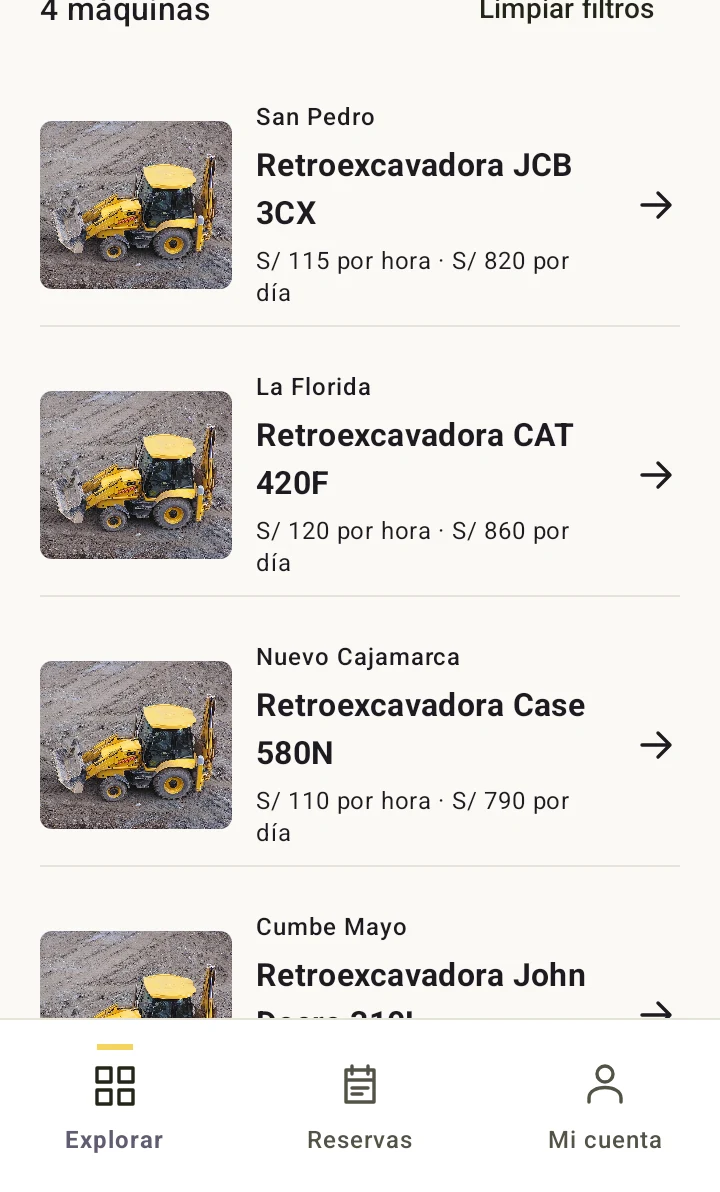 4 máquinas
Limpiar filtros
San Pedro
Retroexcavadora JCB
3CX
S/ 115 por hora · S/ 820 por
día
La Florida
Retroexcavadora CAT
420F
S/ 120 por hora · S/ 860 por
día
Nuevo Cajamarca
Retroexcavadora Case
580N
S/ 110 por hora · S/ 790 por
día
Cumbe Mayo
Retroexcavadora John
Explorar
Reservas
Mi cuenta